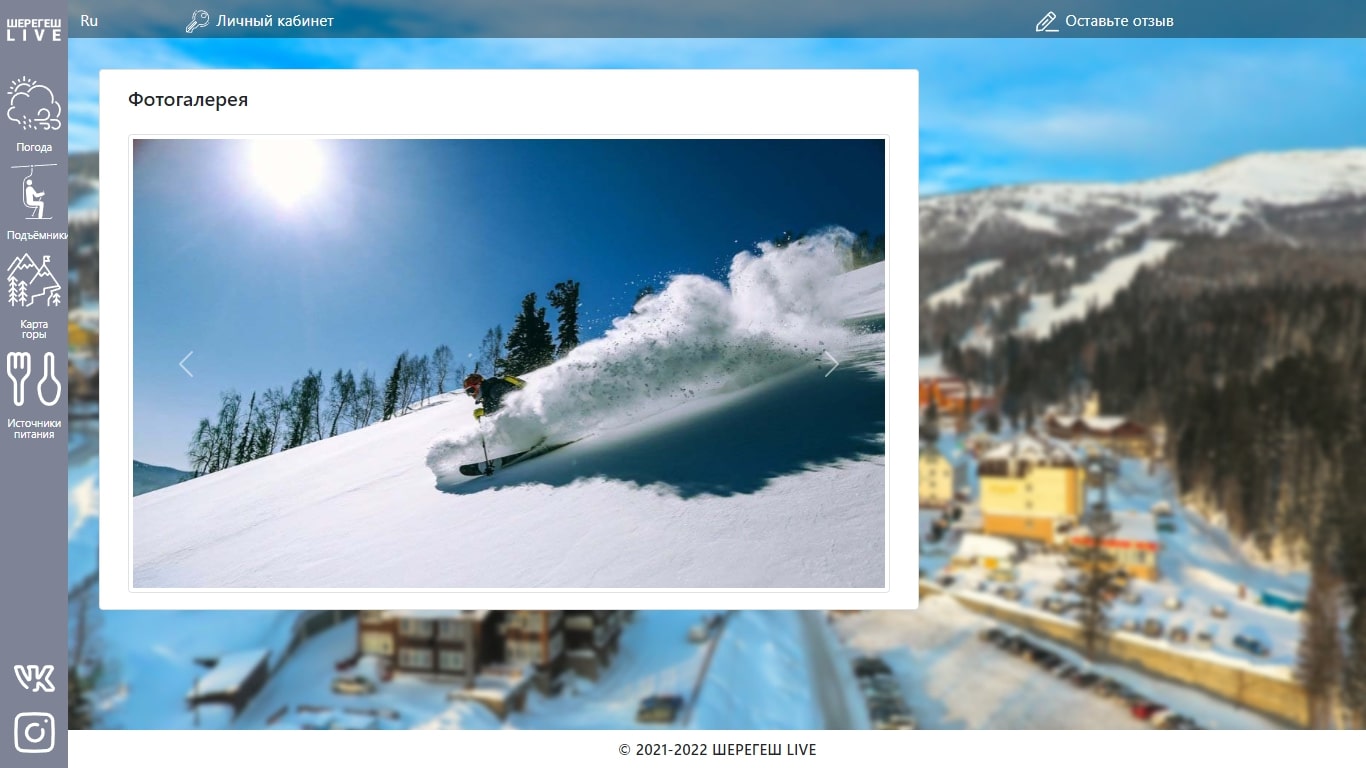 ШЕРЕГЕШ
LIVE
Ru
Личный кабинет
Оставьте отзыв
Погода
Подъёмники
Карта
горы
Источники
питания
Фотогалерея
© 2021-2022 ШЕРЕГЕШ LIVE